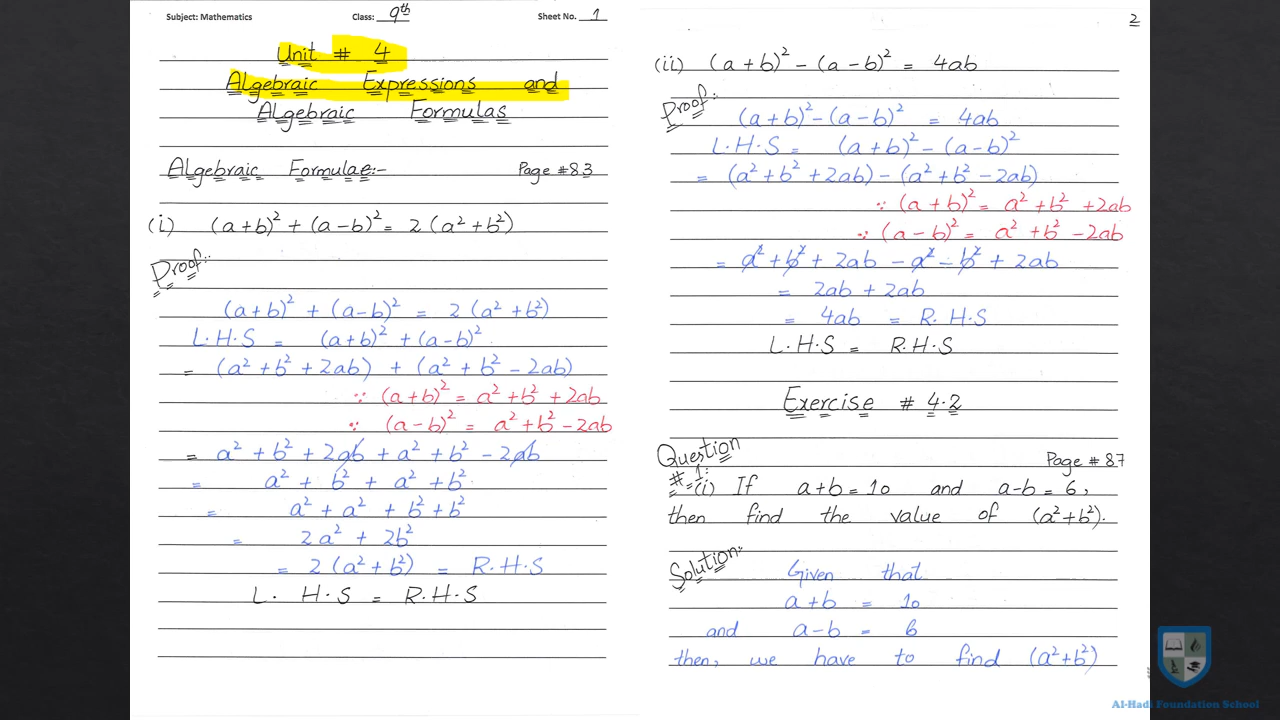 Subject: Mathematics Class: 9th Sheet No. 1
Unit # 4
Algebraic Expressions and
Algebraic Formulas
Algebraic Formulae:- Page #83
(i) (a+b)² + (a-b)² = 2 (a² + b²)
Proof:
(a+b)² + (a-b)² = 2 (a² + b²)
L.H.S = (a+b)² + (a-b)²
= (a² + b² + 2ab) + (a² + b² - 2ab)
∵ (a+b)² = a² + b² + 2ab
∵ (a-b)² = a² + b² - 2ab
= a² + b² + 2ab + a² + b² - 2ab
= a² + b² + a² + b²
= a² + a² + b² + b²
= 2a² + 2b²
= 2 (a² + b²) = R.H.S
L.H.S = R.H.S
2
(ii) (a+b)² - (a-b)² = 4ab
Proof:
(a+b)² - (a-b)² = 4ab
L.H.S = (a+b)² - (a-b)²
= (a² + b² + 2ab) - (a² + b² - 2ab)
∵ (a+b)² = a² + b² + 2ab
∵ (a-b)² = a² + b² - 2ab
= a² + b² + 2ab - a² - b² + 2ab
= 2ab + 2ab
= 4ab = R.H.S
L.H.S = R.H.S
Exercise # 4.2
Question Page # 87
# 1:
(i) If a+b = 10 and a-b = 6,
then find the value of (a² + b²).
Solution:
Given that
a+b = 10
and a-b = 6
then, we have to find (a² + b²)
Al-Hadi Foundation School